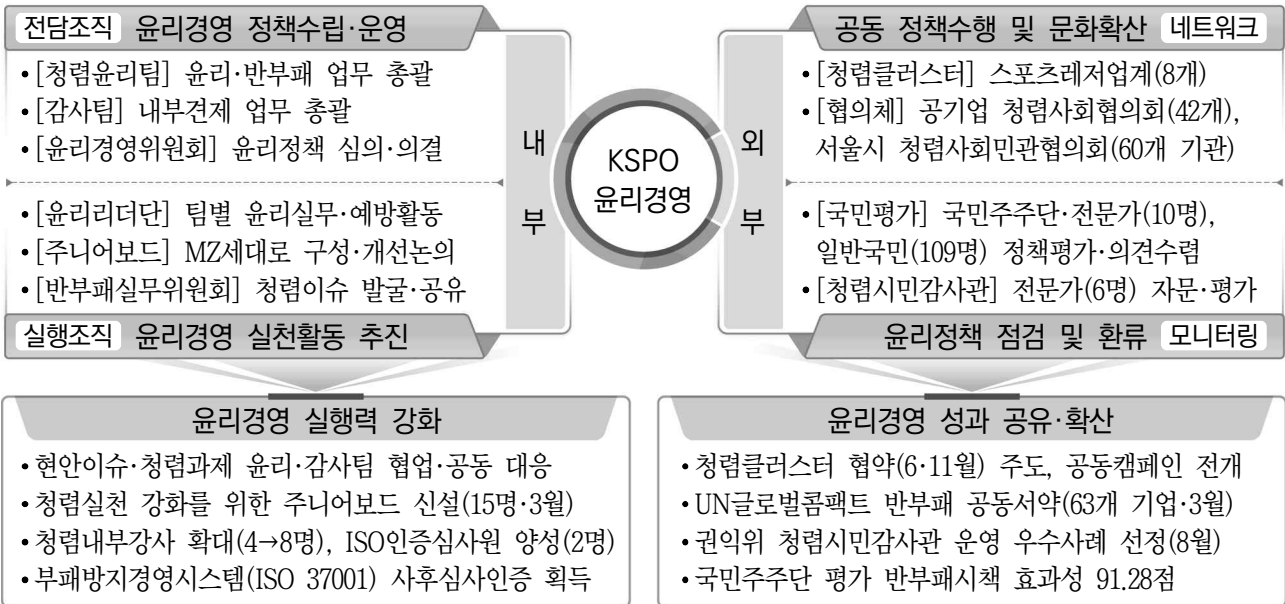 전담조직 윤리경영 정책수립·운영
• [청렴윤리팀] 윤리·반부패 업무 총괄
• [감사팀] 내부견제 업무 총괄
• [윤리경영위원회] 윤리정책 심의·의결
• [윤리리더단] 팀별 윤리실무·예방활동
• [주니어보드] MZ세대로 구성·개선논의
• [반부패실무위원회] 청렴이슈 발굴·공유
실행조직 윤리경영 실천활동 추진
내
부
KSPO
윤리경영
외
부
공동 정책수행 및 문화확산 네트워크
• [청렴클러스터] 스포츠레저업계(8개)
• [협의체] 공기업 청렴사회협의회(42개),
서울시 청렴사회민관협의회(60개 기관)
• [국민평가] 국민주주단·전문가(10명),
일반국민(109명) 정책평가·의견수렴
• [청렴시민감사관] 전문가(6명) 자문·평가
윤리정책 점검 및 환류 모니터링
윤리경영 실행력 강화
• 현안이슈·청렴과제 윤리·감사팀 협업·공동 대응
• 청렴실천 강화를 위한 주니어보드 신설(15명·3월)
• 청렴내부강사 확대(4→8명), ISO인증심사원 양성(2명)
• 부패방지경영시스템(ISO 37001) 사후심사인증 획득
윤리경영 성과 공유·확산
• 청렴클러스터 협약(6·11월) 주도, 공동캠페인 전개
• UN글로벌콤팩트 반부패 공동서약(63개 기업·3월)
• 권익위 청렴시민감사관 운영 우수사례 선정(8월)
• 국민주주단 평가 반부패시책 효과성 91.28점